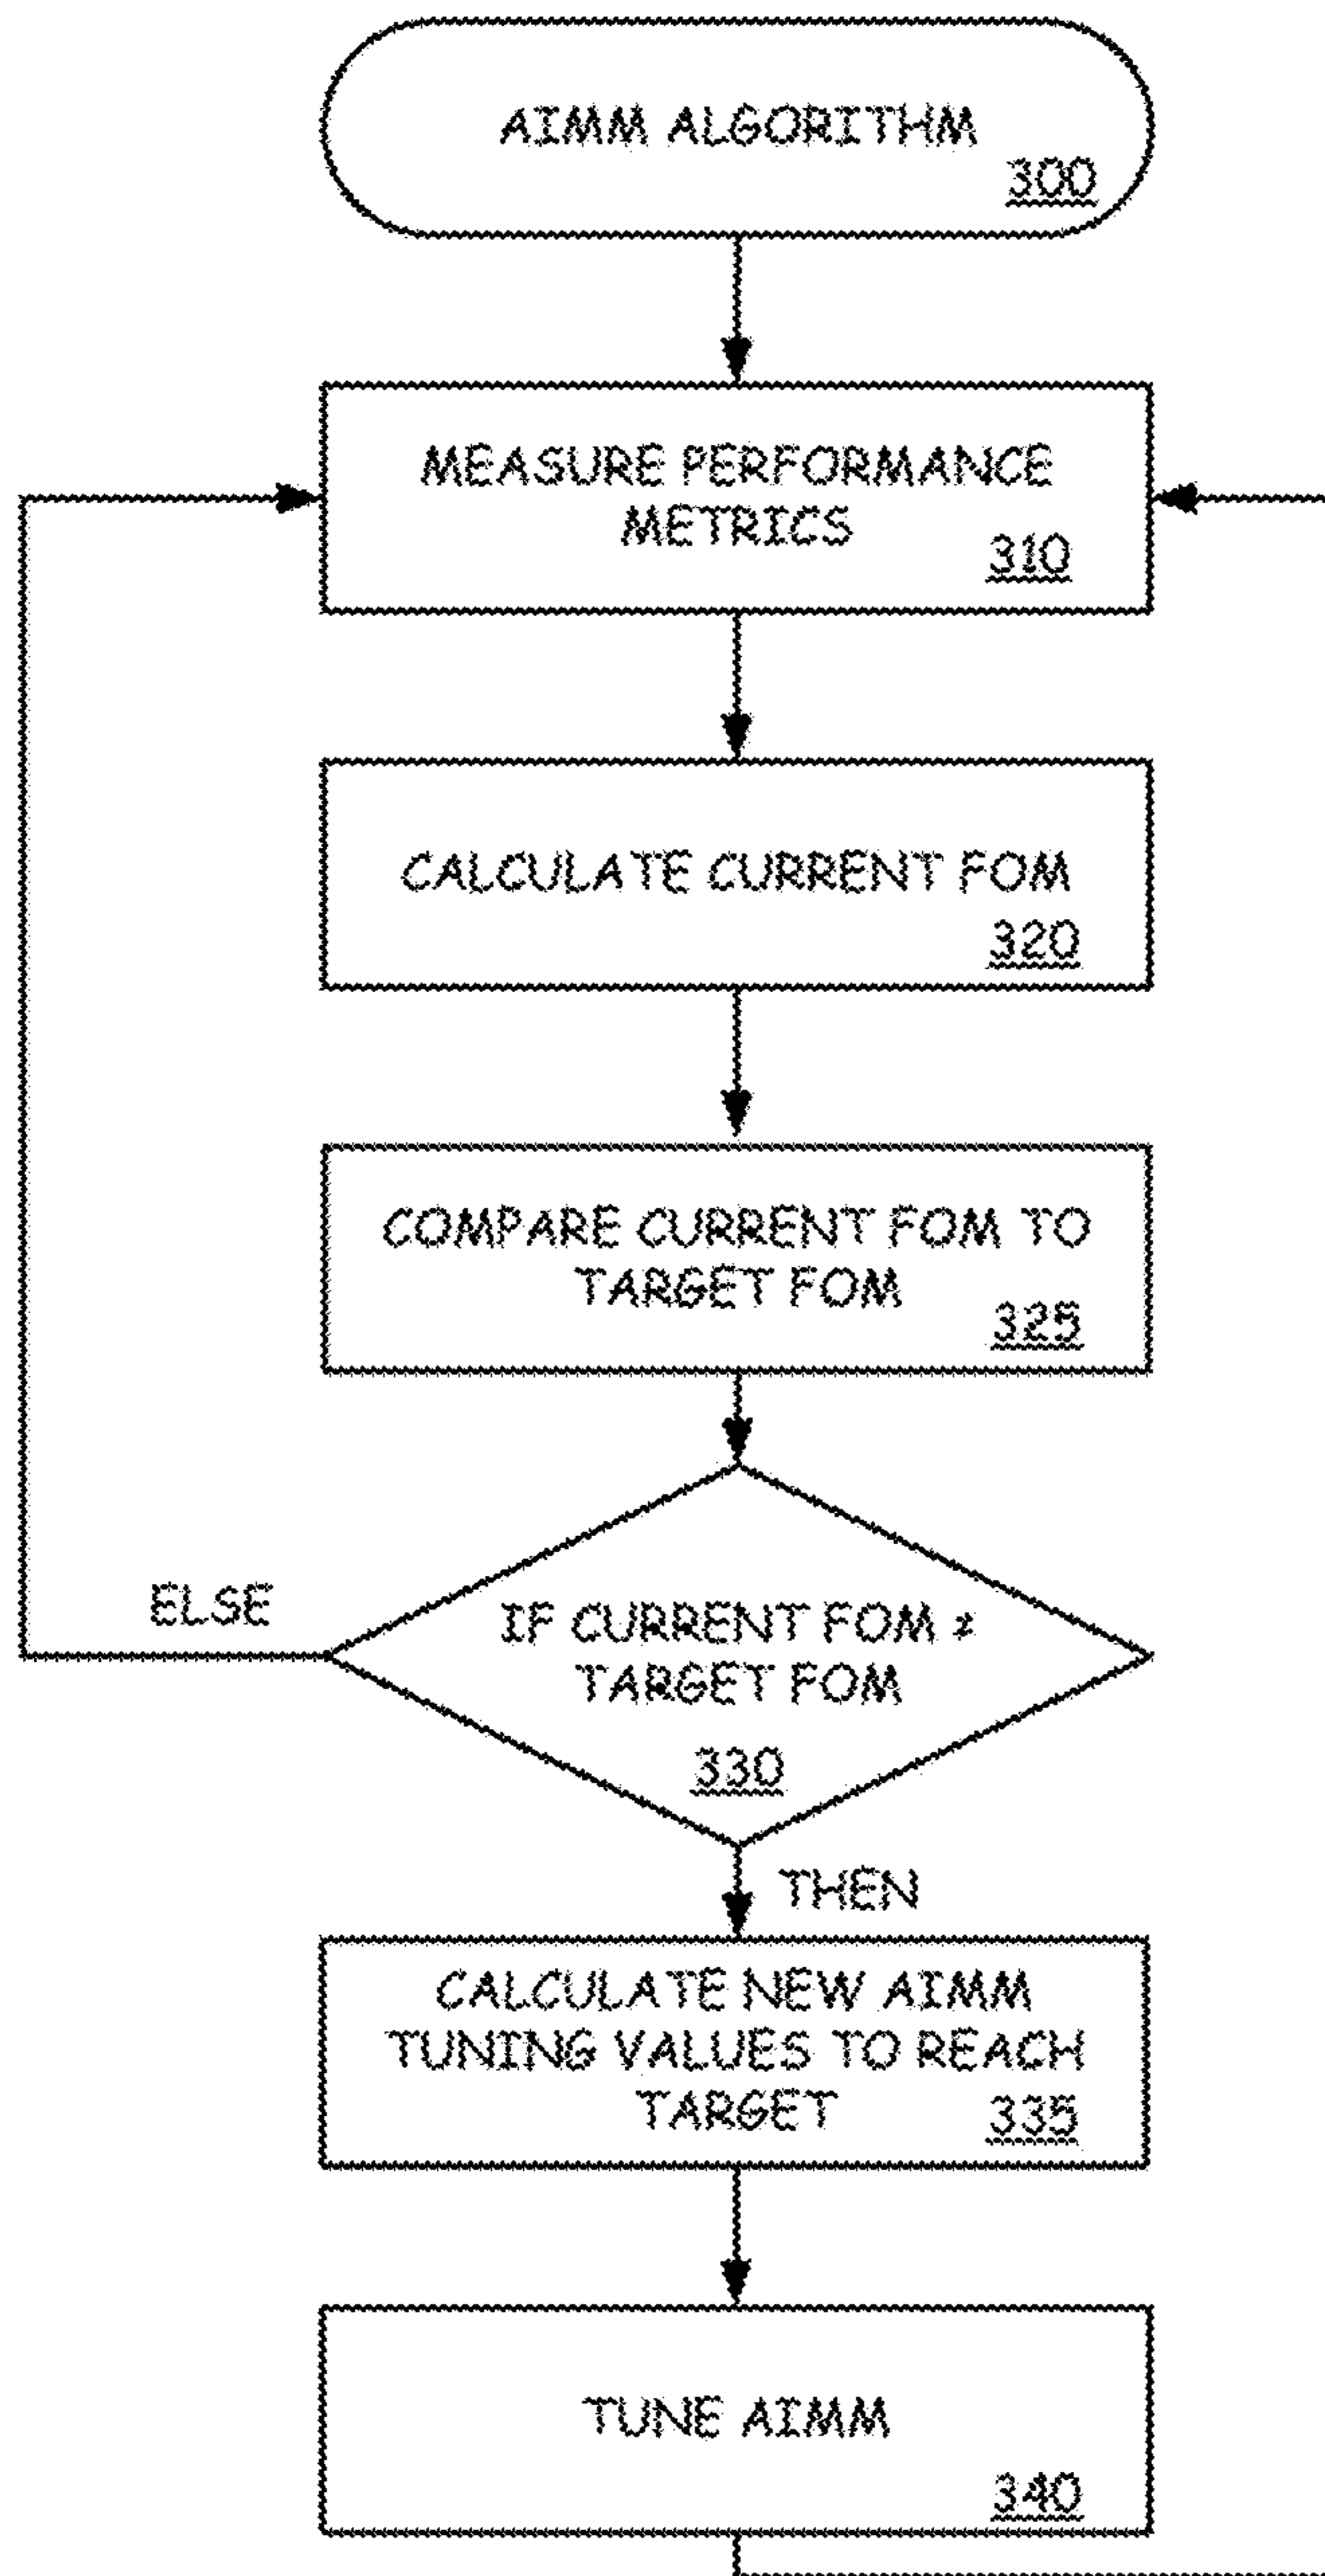 AIMM ALGORITHM
300
MEASURE PERFORMANCE
METRICS
310
CALCULATE CURRENT FOM
320
COMPARE CURRENT FOM TO
TARGET FOM
325
IF CURRENT FOM ≠
TARGET FOM
330
ELSE
THEN
CALCULATE NEW AIMM
TUNING VALUES TO REACH
TARGET
335
TUNE AIMM
340